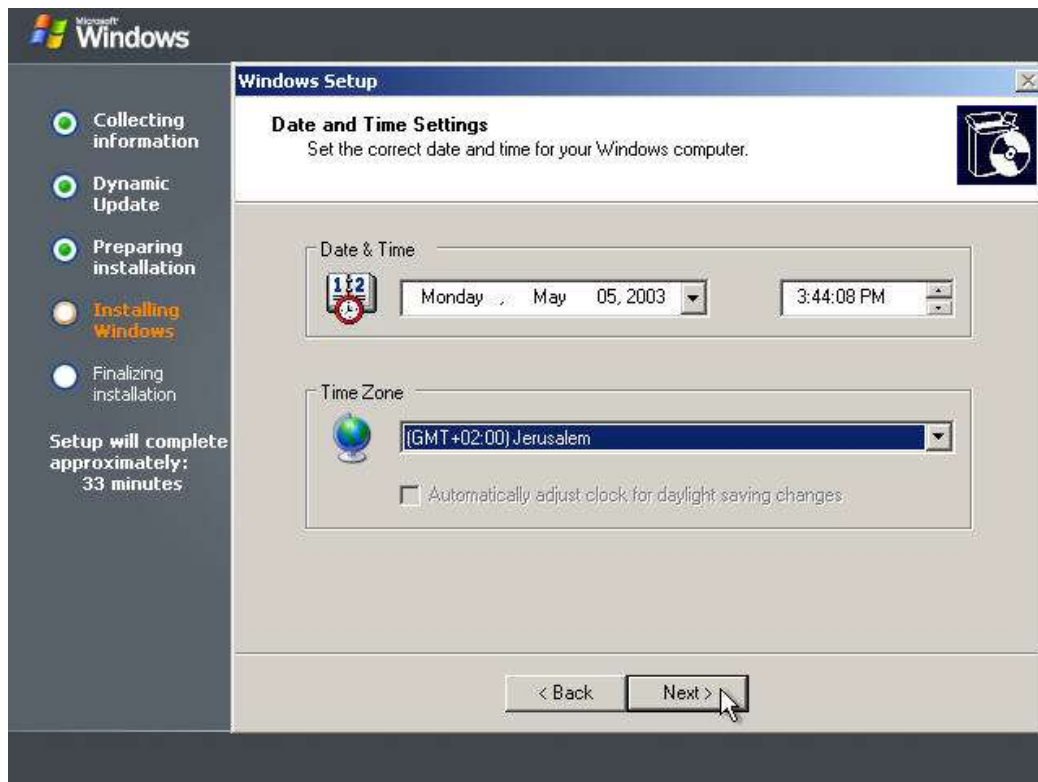 Microsoft
Windows
Collecting
information
Dynamic
Update
Preparing
installation
Installing
Windows
Finalizing
installation
Setup will complete
approximately:
33 minutes
Windows Setup
Date and Time Settings
Set the correct date and time for your Windows computer.
Date & Time
12
Monday , May 05, 2003
3:44:08 PM
Time Zone
(GMT+02:00) Jerusalem
Automatically adjust clock for daylight saving changes
< Back
Next >